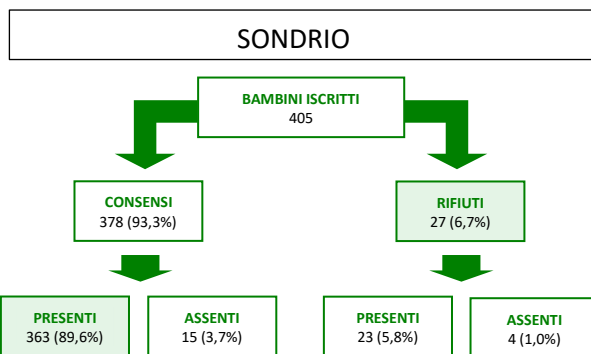 SONDRIO
BAMBINI ISCRITTI
405
CONSENSI
378 (93,3%)
RIFIUTI
27 (6,7%)
PRESENTI
363 (89,6%)
ASSENTI
15 (3,7%)
PRESENTI
23 (5,8%)
ASSENTI
4 (1,0%)